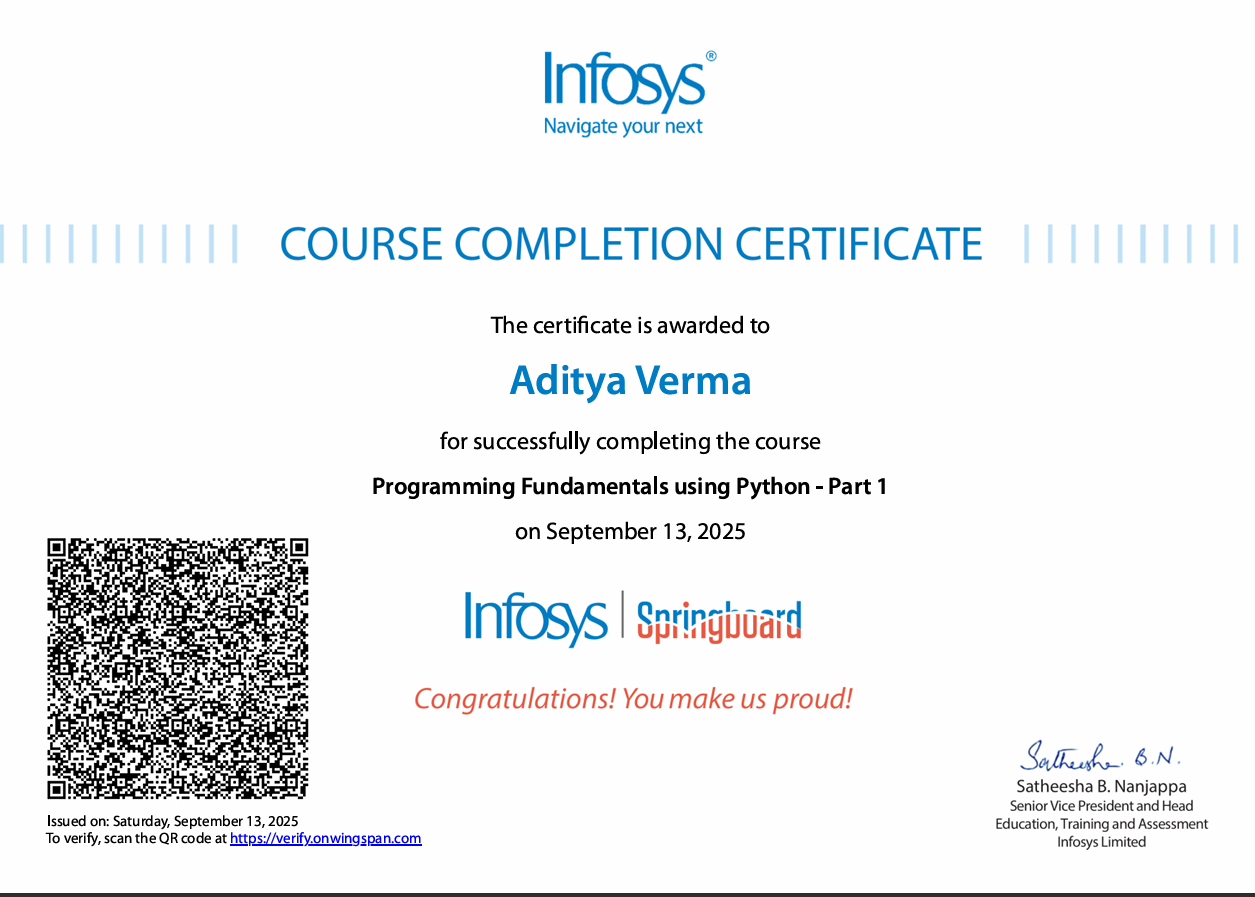 Infosys®
Navigate your next
COURSE COMPLETION CERTIFICATE
The certificate is awarded to
Aditya Verma
for successfully completing the course
Programming Fundamentals using Python - Part 1
on September 13, 2025
Infosys | Springboard
Congratulations! You make us proud!
Satheesha B.N.
Satheesha B. Nanjappa
Senior Vice President and Head
Education, Training and Assessment
Infosys Limited
Issued on: Saturday, September 13, 2025
To verify, scan the QR code at https://verify.onwingspan.com